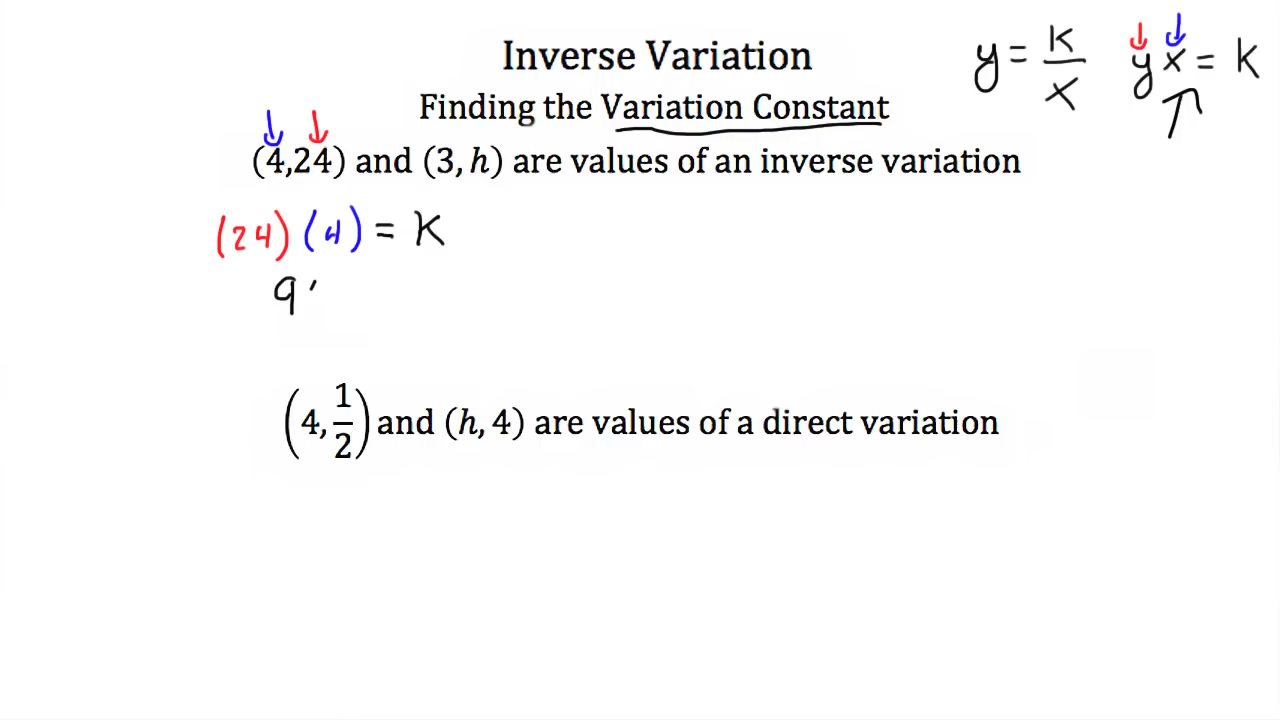 Inverse Variation
y = K/x yx = K
Finding the Variation Constant
(4,24) and (3, h) are values of an inverse variation
(24)(4) = K
9
(4, 1/2) and (h, 4) are values of a direct variation